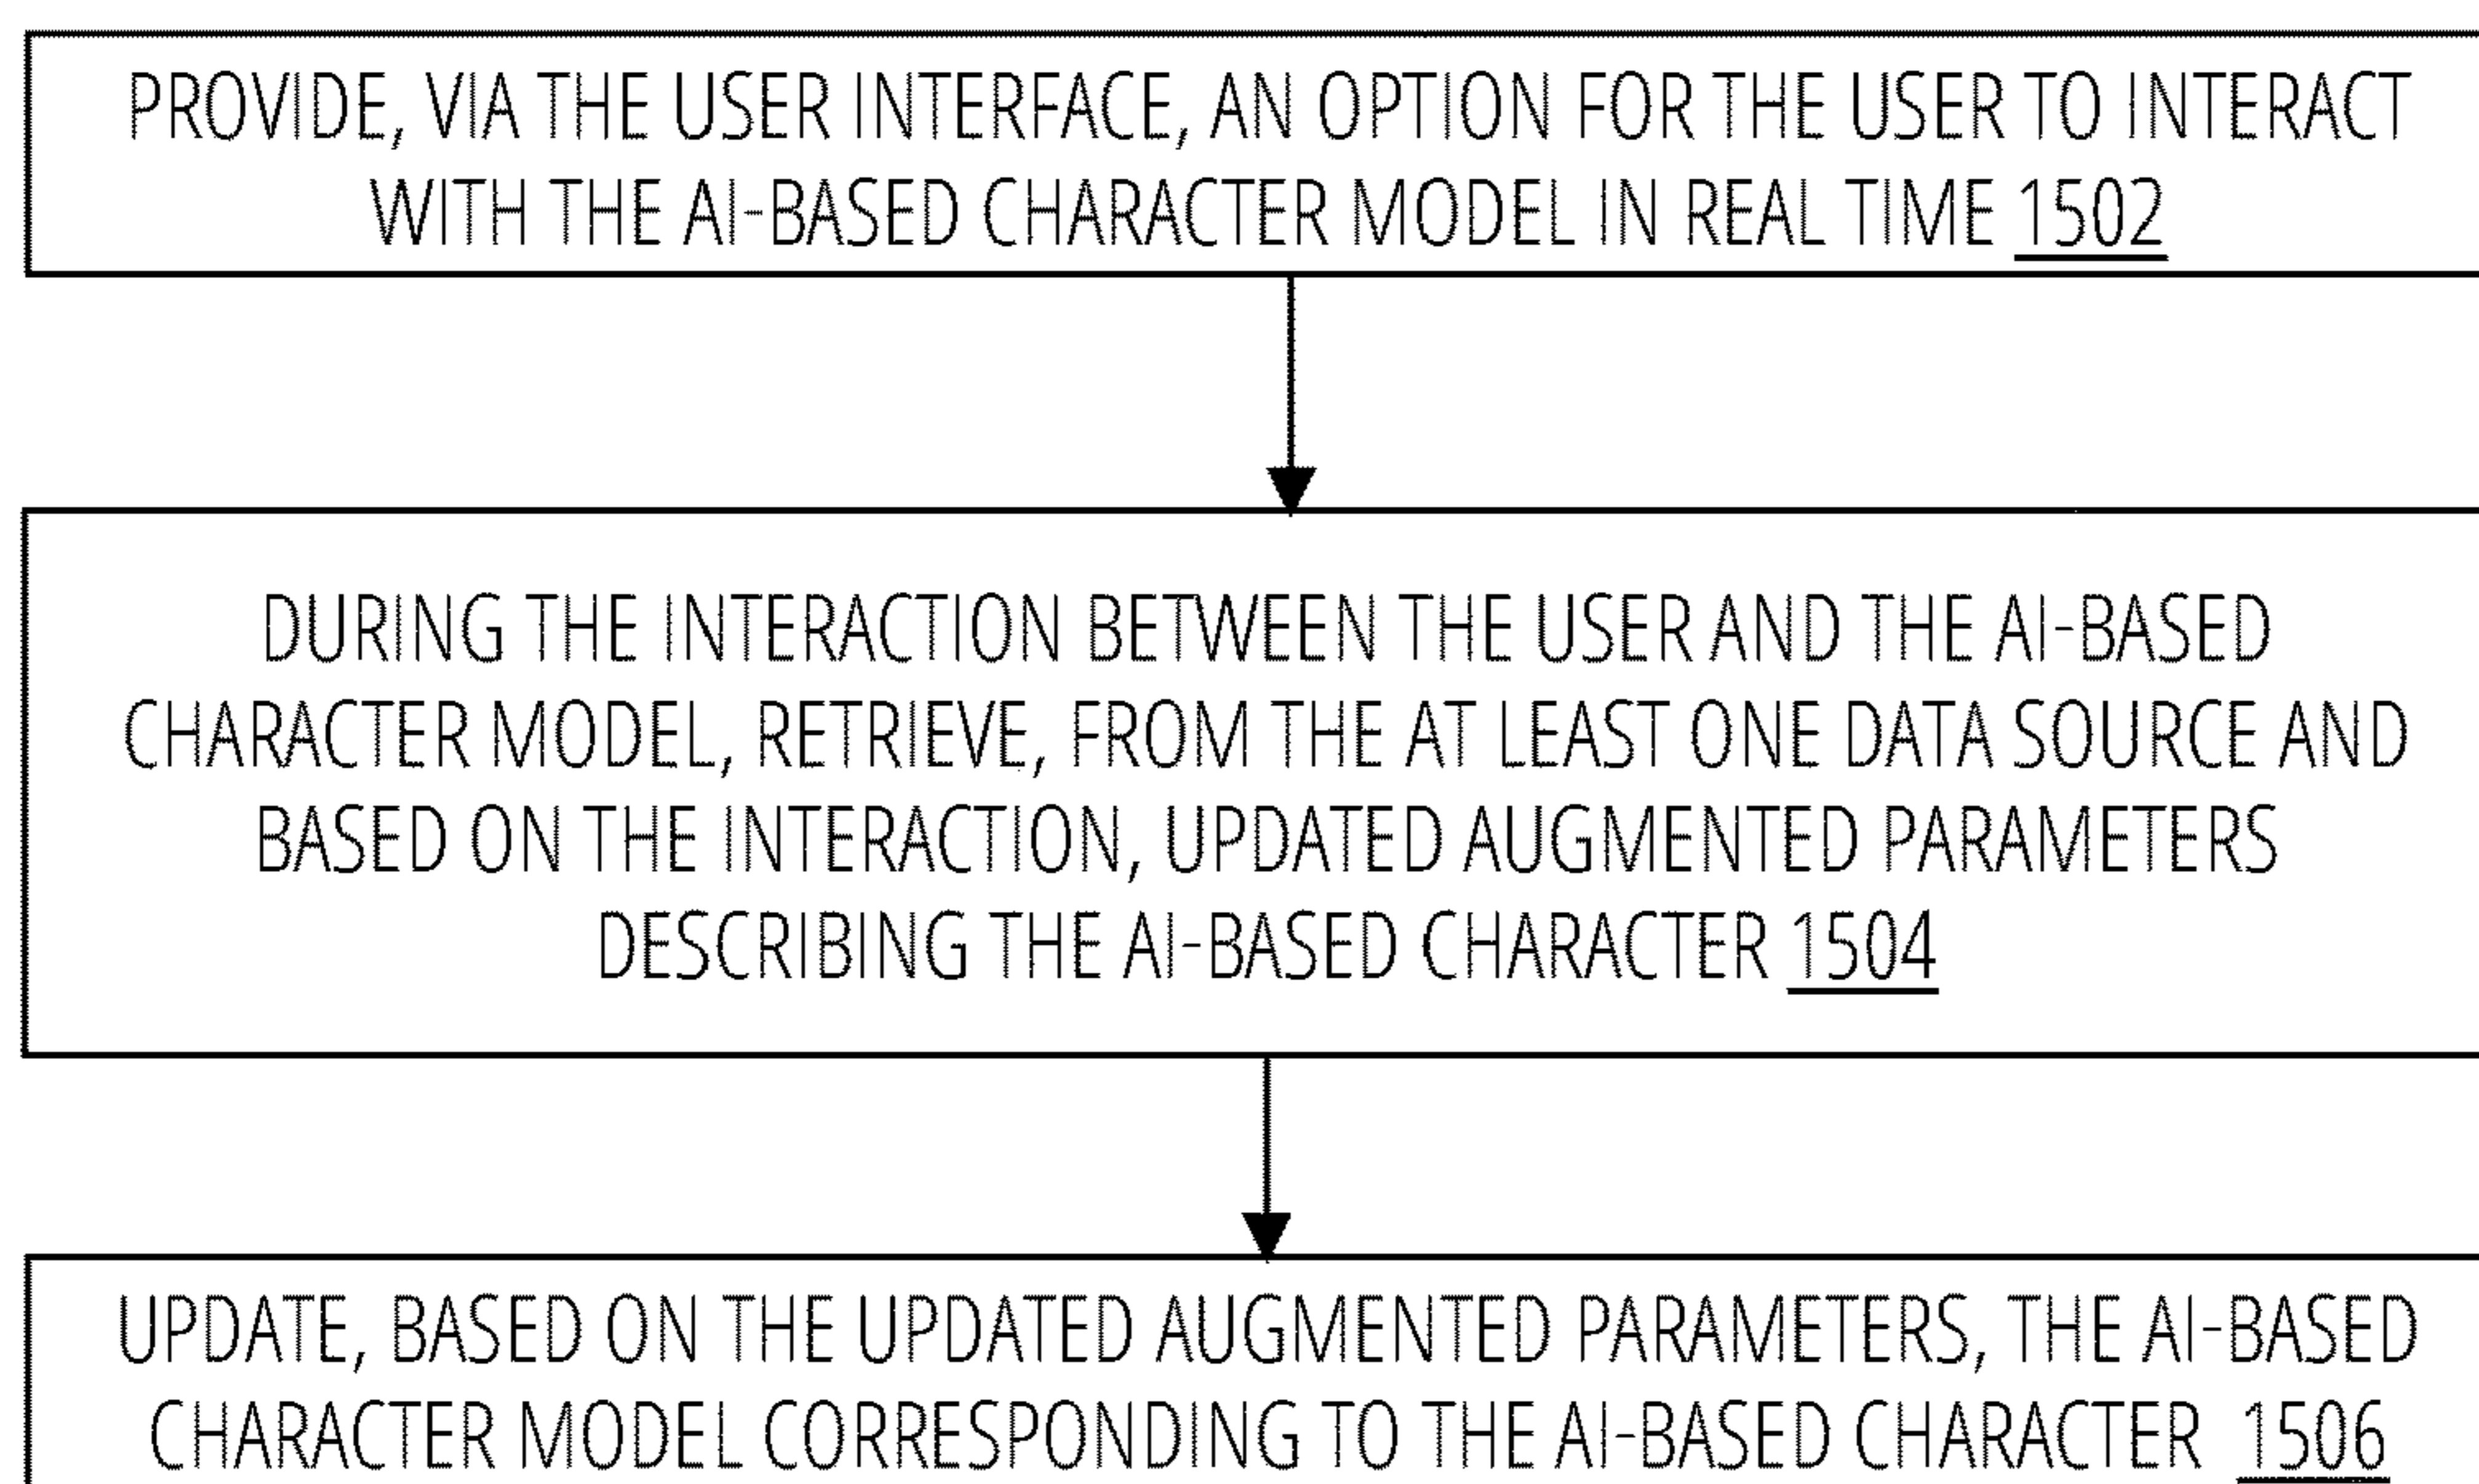 PROVIDE, VIA THE USER INTERFACE, AN OPTION FOR THE USER TO INTERACT
WITH THE AI-BASED CHARACTER MODEL IN REAL TIME 1502
DURING THE INTERACTION BETWEEN THE USER AND THE AI-BASED
CHARACTER MODEL, RETRIEVE, FROM THE AT LEAST ONE DATA SOURCE AND
BASED ON THE INTERACTION, UPDATED AUGMENTED PARAMETERS
DESCRIBING THE AI-BASED CHARACTER 1504
UPDATE, BASED ON THE UPDATED AUGMENTED PARAMETERS, THE AI-BASED
CHARACTER MODEL CORRESPONDING TO THE AI-BASED CHARACTER 1506